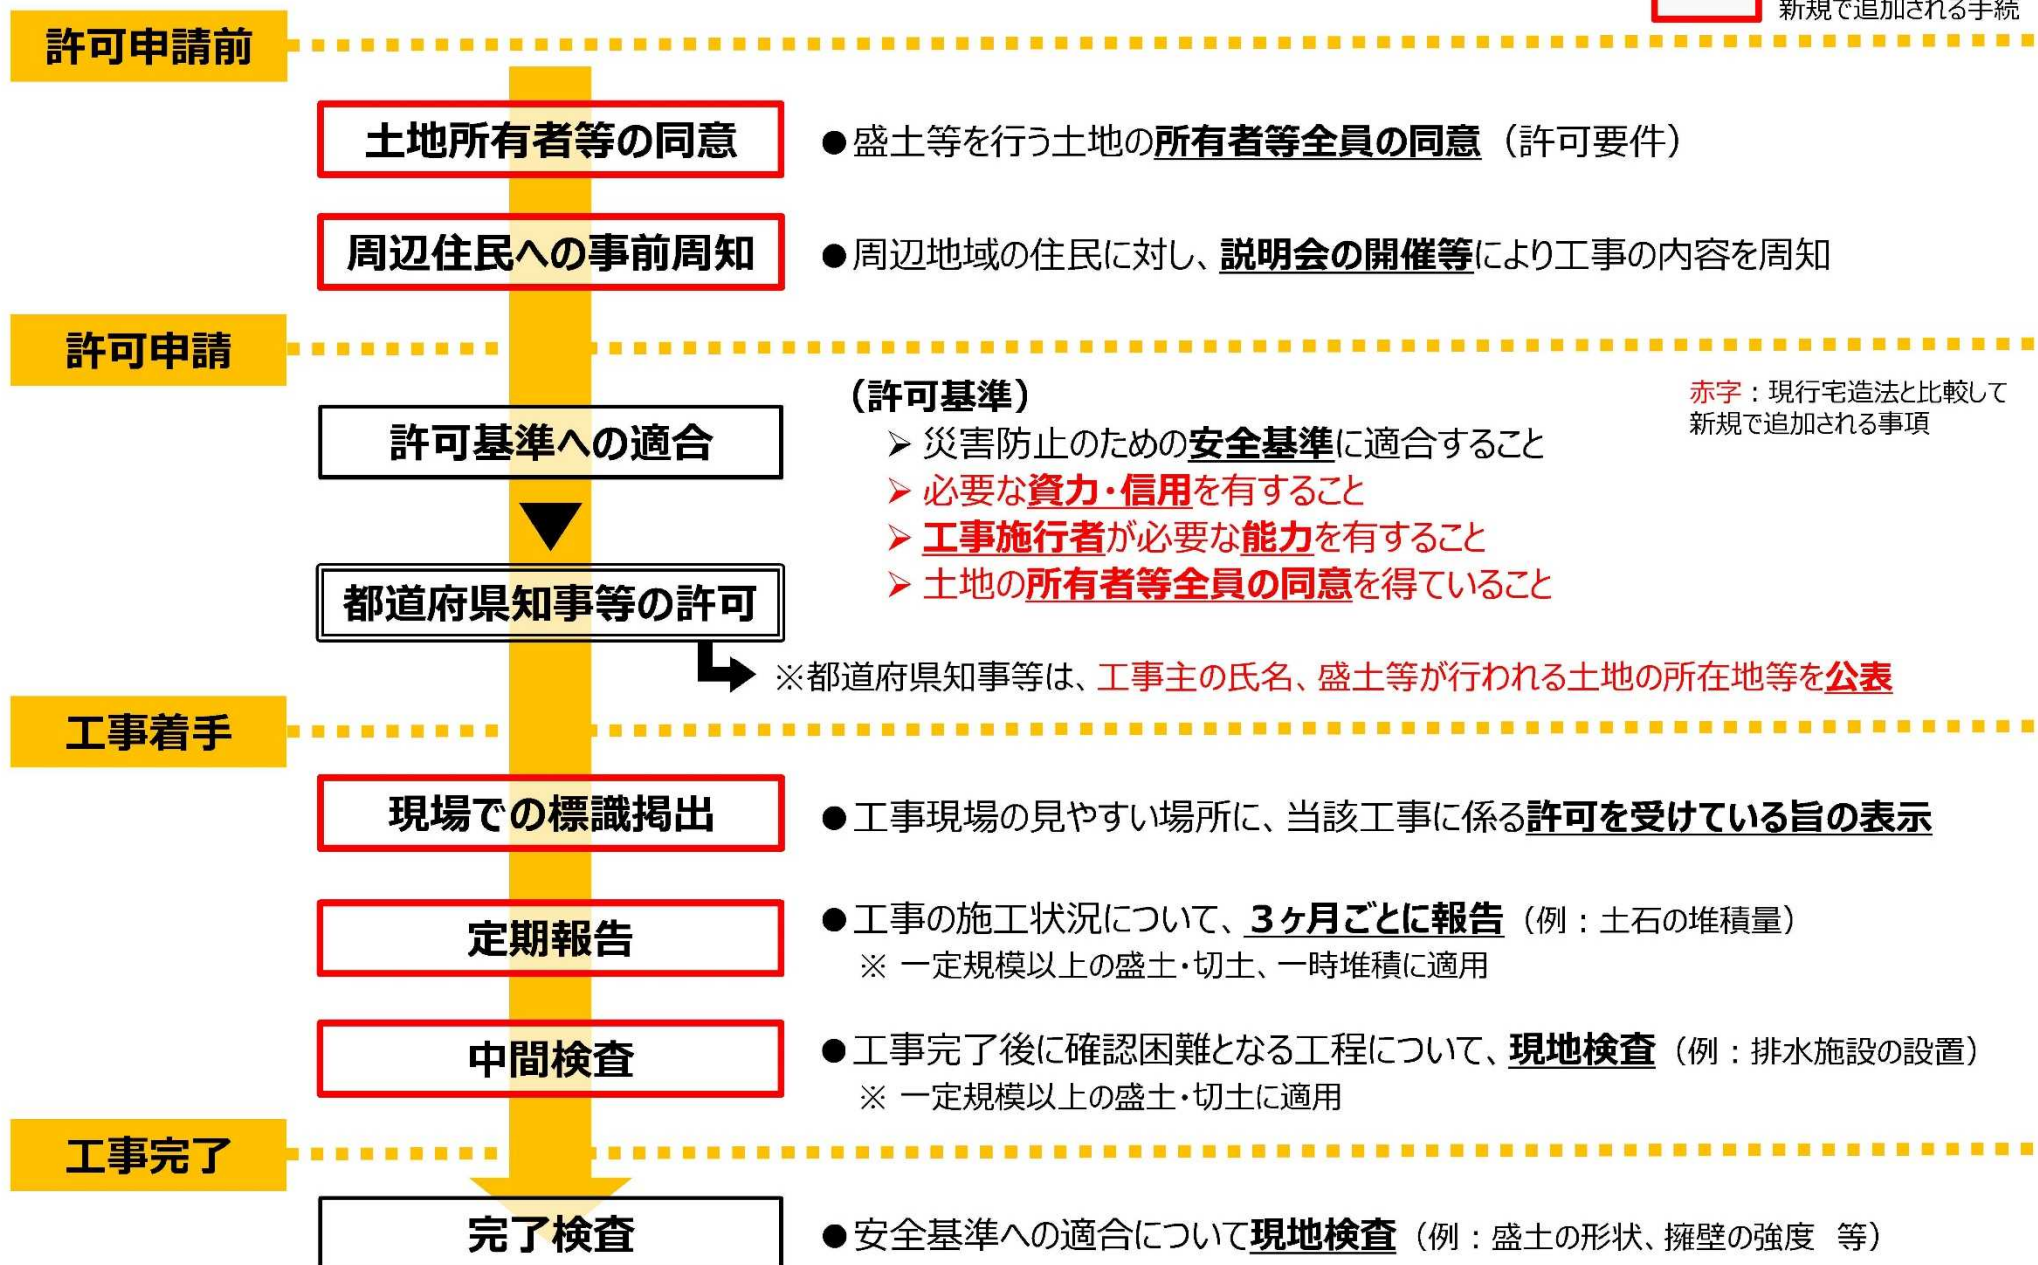 新規で追加される手続
許可申請前
土地所有者等の同意
●盛土等を行う土地の所有者等全員の同意（許可要件）
周辺住民への事前周知
●周辺地域の住民に対し、説明会の開催等により工事の内容を周知
許可申請
（許可基準）
赤字：現行宅造法と比較して
新規で追加される事項
許可基準への適合
➢ 災害防止のための安全基準に適合すること
➢ 必要な資力・信用を有すること
➢ 工事施行者が必要な能力を有すること
➢ 土地の所有者等全員の同意を得ていること
都道府県知事等の許可
※都道府県知事等は、工事主の氏名、盛土等が行われる土地の所在地等を公表
工事着手
現場での標識掲出
●工事現場の見やすい場所に、当該工事に係る許可を受けている旨の表示
定期報告
●工事の施工状況について、３ヶ月ごとに報告（例：土石の堆積量）
※ 一定規模以上の盛土・切土、一時堆積に適用
中間検査
●工事完了後に確認困難となる工程について、現地検査（例：排水施設の設置）
※ 一定規模以上の盛土・切土に適用
工事完了
完了検査
●安全基準への適合について現地検査（例：盛土の形状、擁壁の強度 等）